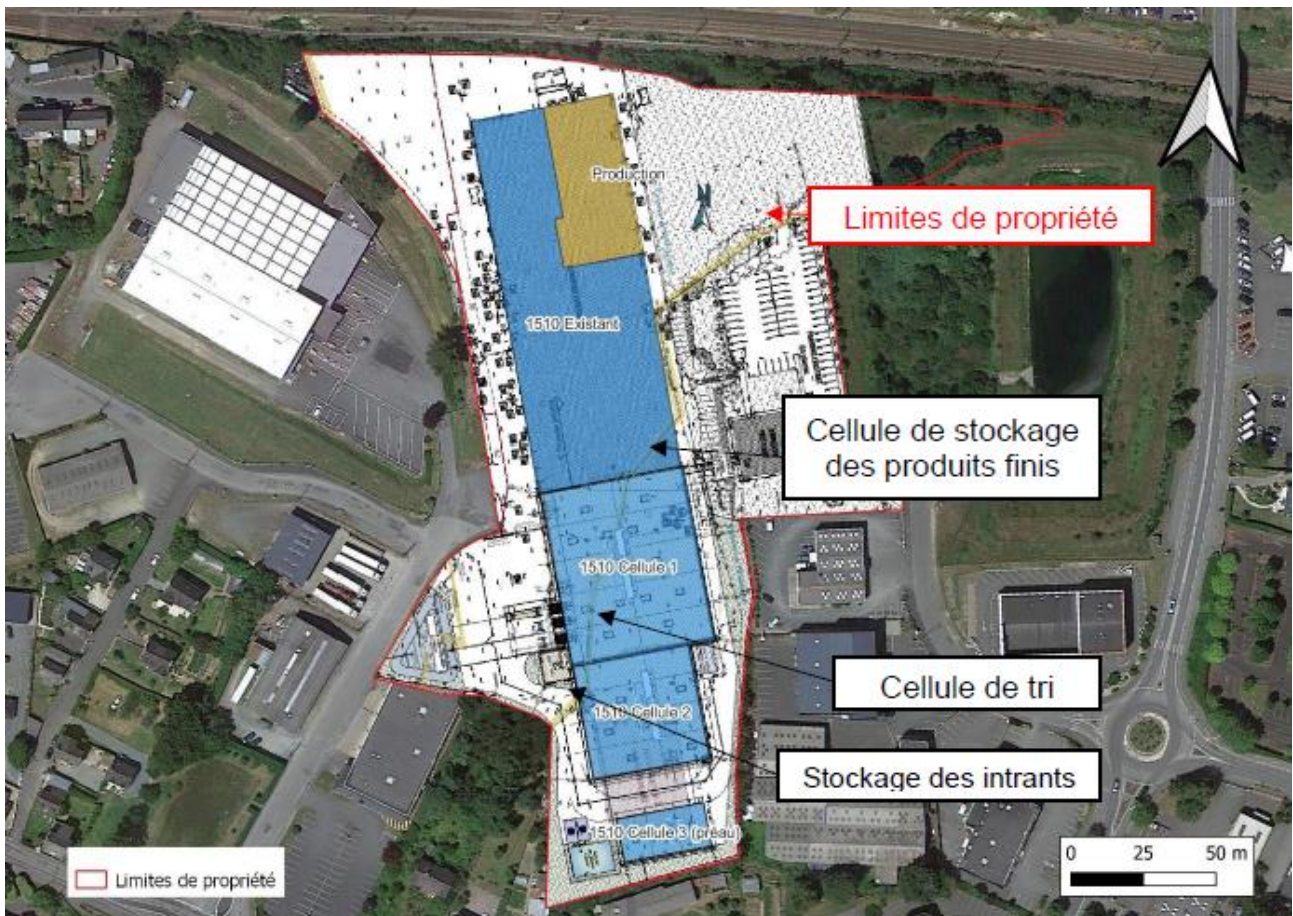 Production
Limites de propriété
1510 Existant
Cellule de stockage
des produits finis
1510 Cellule 1
Cellule de tri
1510 Cellule 2
Stockage des intrants
1510 Cellule 3 (préau)
0 25 50 m
Limites de propriété